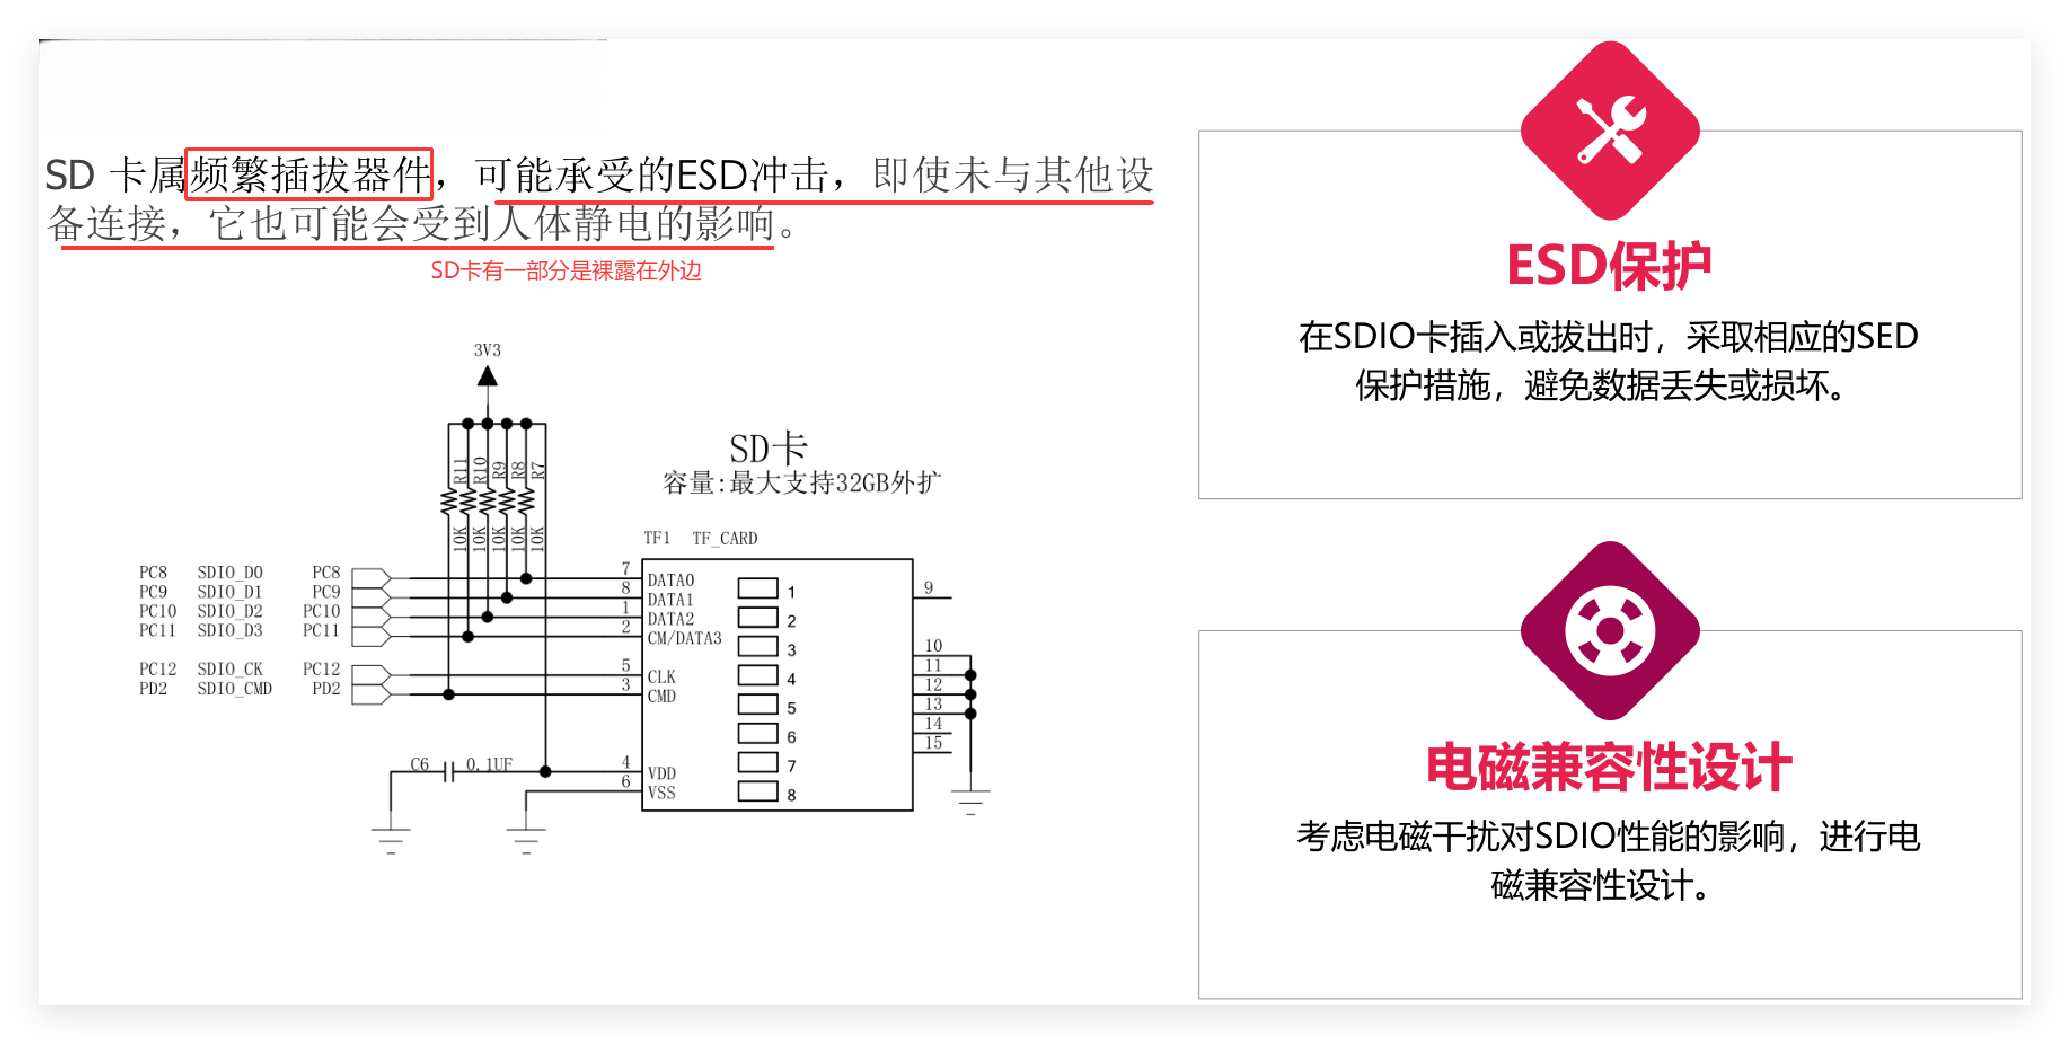 SD 卡属频繁插拔器件，可能承受的ESD冲击，即使未与其他设
备连接，它也可能会受到人体静电的影响。
SD卡有一部分是裸露在外边
3V3
R11 R10 R9 R8 R7
10K 10K 10K 10K 10K
SD卡
容量:最大支持32GB外扩
TF1 TF_CARD
PC8 SDIO_D0 PC8 7 DATA0
PC9 SDIO_D1 PC9 8 DATA1
PC10 SDIO_D2 PC10 1 DATA2
PC11 SDIO_D3 PC11 2 CM/DATA3
PC12 SDIO_CK PC12 5 CLK
PD2 SDIO_CMD PD2 3 CMD
C6 0.1UF 4 VDD
6 VSS
1
2
3
4
5
6
7
8
9
10
11
12
13
14
15
ESD保护
在SDIO卡插入或拔出时，采取相应的SED
保护措施，避免数据丢失或损坏。
电磁兼容性设计
考虑电磁干扰对SDIO性能的影响，进行电
磁兼容性设计。